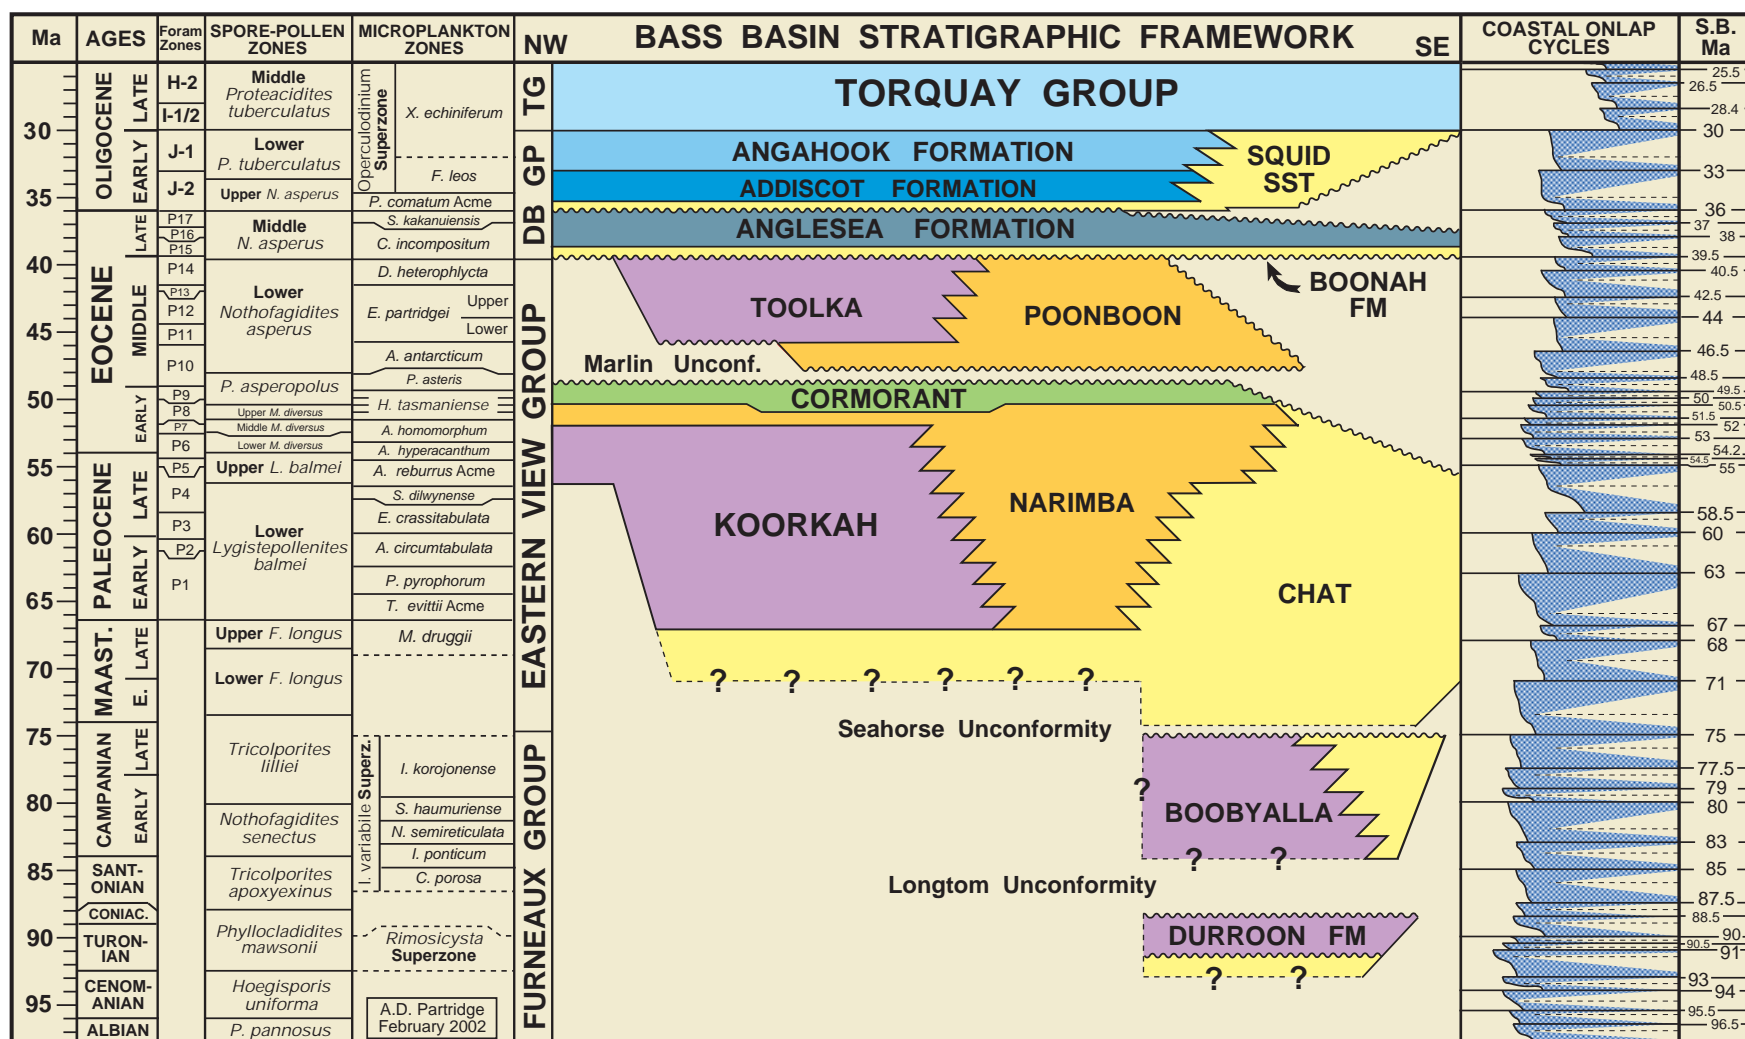 Ma
AGES
Foram
Zones
SPORE-POLLEN
ZONES
MICROPLANKTON
ZONES
NW
BASS BASIN STRATIGRAPHIC FRAMEWORK
SE
COASTAL ONLAP
CYCLES
S.B.
Ma
30
35
40
45
50
55
60
65
70
75
80
85
90
95
OLIGOCENE
LATE
EARLY
EOCENE
LATE
MIDDLE
EARLY
PALEOCENE
LATE
EARLY
MAAST.
LATE
E.
CAMPANIAN
LATE
EARLY
SANT-
ONIAN
CONIAC.
TURON-
IAN
CENOM-
ANIAN
ALBIAN
H-2
I-1/2
J-1
J-2
P17
P16
P15
P14
P13
P12
P11
P10
P9
P8
P7
P6
P5
P4
P3
P2
P1
Middle
Proteacidites
tuberculatus
Lower
P. tuberculatus
Upper N. asperus
Middle
N. asperus
Lower
Nothofagidites
asperus
P. asperopolus
Upper M. diversus
Middle M. diversus
Lower M. diversus
Upper L. balmei
Lower
Lygistepollenites
balmei
Upper F. longus
Lower F. longus
Tricolporites
lilliei
Nothofagidites
senectus
Tricolporites
apoxyexinus
Phyllocladidites
mawsonii
Hoegisporis
uniforma
P. pannosus
Operculodinium
Superzone
X. echiniferum
F. leos
P. comatum Acme
S. kakanuiensis
C. incompositum
D. heterophlycta
E. partridgei
Upper
Lower
A. antarcticum
P. asteris
H. tasmaniense
A. homomorphum
A. hyperacanthum
A. reburrus Acme
S. dilwynense
E. crassitabulata
A. circumtabulata
P. pyrophorum
T. evittii Acme
M. druggii
I. variabile Superz.
I. korojonense
S. haumuriense
N. semireticulata
I. ponticum
C. porosa
Rimosicysta
Superzone
A.D. Partridge
February 2002
TG
DB GP
EASTERN VIEW GROUP
FURNEAUX GROUP
TORQUAY GROUP
ANGAHOOK FORMATION
SQUID
SST
ADDISCOT FORMATION
ANGLESEA FORMATION
BOONAH
FM
TOOLKA
POONBOON
Marlin Unconf.
CORMORANT
NARIMBA
KOORKAH
CHAT
? ? ? ? ? ?
Seahorse Unconformity
?
BOOBYALLA
? ?
Longtom Unconformity
DURROON FM
? ?
25.5
26.5
28.4
30
33
36
37
38
39.5
40.5
42.5
44
46.5
48.5
49.5
50
50.5
51.5
52
53
54.2
54.5
55
58.5
60
63
67
68
71
75
77.5
79
80
83
85
87.5
88.5
90
90.5
91
93
94
95.5
96.5